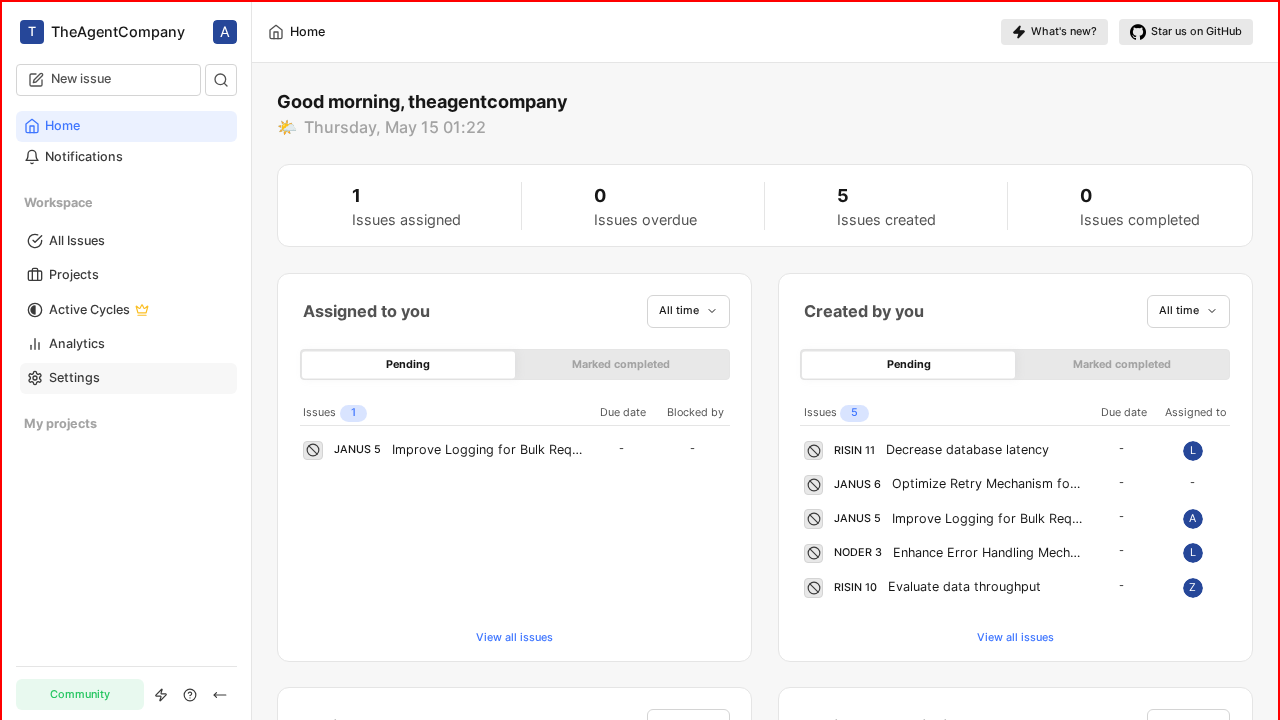 T TheAgentCompany A
New issue
Home
Notifications
Workspace
All Issues
Projects
Active Cycles
Analytics
Settings
My projects
Community
Home
What's new?
Star us on GitHub
Good morning, theagentcompany
Thursday, May 15 01:22
1
Issues assigned
0
Issues overdue
5
Issues created
0
Issues completed
Assigned to you
All time
Pending
Marked completed
Issues 1 Due date Blocked by
JANUS 5 Improve Logging for Bulk Req... - -
View all issues
Created by you
All time
Pending
Marked completed
Issues 5 Due date Assigned to
RISIN 11 Decrease database latency - L
JANUS 6 Optimize Retry Mechanism fo... - -
JANUS 5 Improve Logging for Bulk Req... - A
NODER 3 Enhance Error Handling Mech... - L
RISIN 10 Evaluate data throughput - Z
View all issues